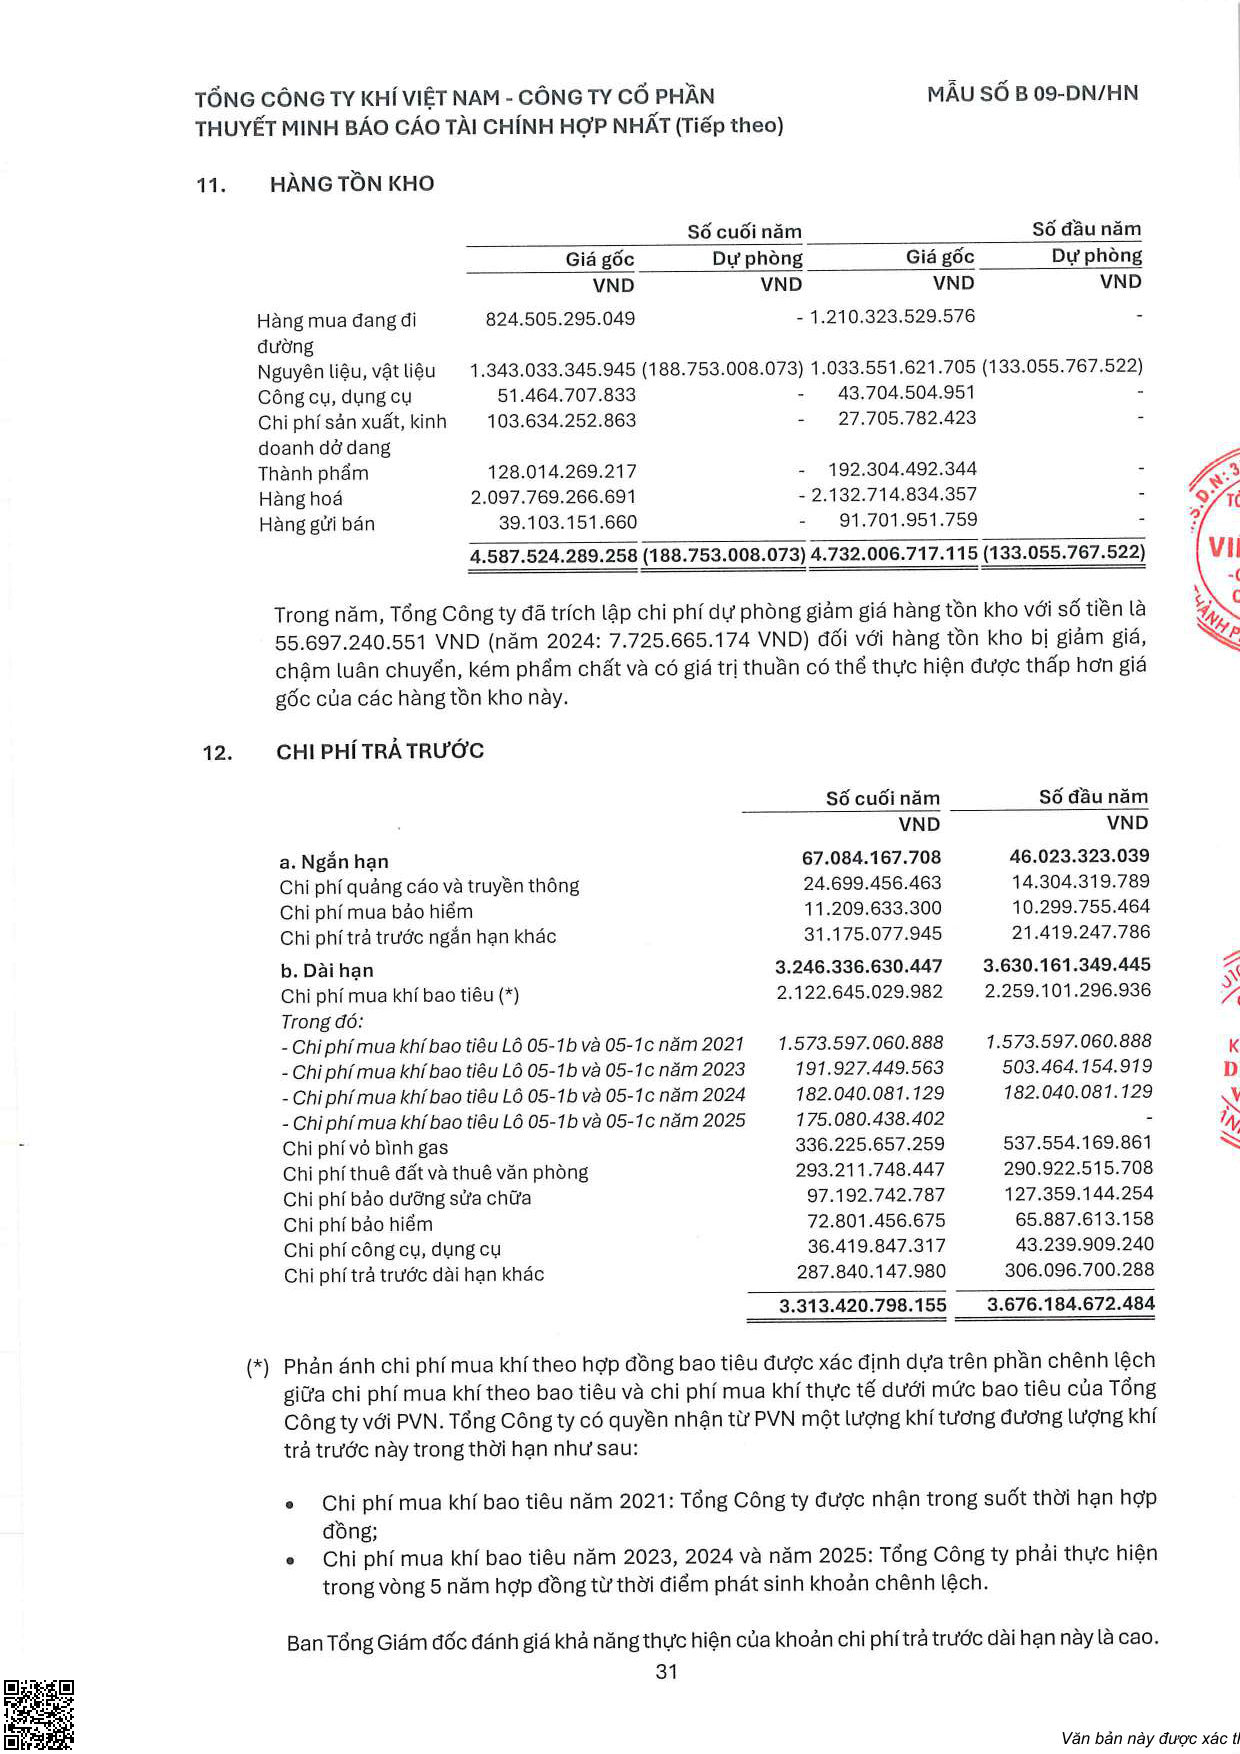 TỔNG CÔNG TY KHÍ VIỆT NAM - CÔNG TY CỔ PHẦN MẪU SỐ B 09-DN/HN
THUYẾT MINH BÁO CÁO TÀI CHÍNH HỢP NHẤT (Tiếp theo)
11. HÀNG TỒN KHO
Số cuối năm Số đầu năm
Giá gốc Dự phòng Giá gốc Dự phòng
VND VND VND VND
Hàng mua đang đi 824.505.295.049 - 1.210.323.529.576 -
đường
Nguyên liệu, vật liệu 1.343.033.345.945 (188.753.008.073) 1.033.551.621.705 (133.055.767.522)
Công cụ, dụng cụ 51.464.707.833 - 43.704.504.951 -
Chi phí sản xuất, kinh 103.634.252.863 - 27.705.782.423 -
doanh dở dang
Thành phẩm 128.014.269.217 - 192.304.492.344 -
Hàng hoá 2.097.769.266.691 - 2.132.714.834.357 -
Hàng gửi bán 39.103.151.660 - 91.701.951.759 -
4.587.524.289.258 (188.753.008.073) 4.732.006.717.115 (133.055.767.522)
Trong năm, Tổng Công ty đã trích lập chi phí dự phòng giảm giá hàng tồn kho với số tiền là
55.697.240.551 VND (năm 2024: 7.725.665.174 VND) đối với hàng tồn kho bị giảm giá,
chậm luân chuyển, kém phẩm chất và có giá trị thuần có thể thực hiện được thấp hơn giá
gốc của các hàng tồn kho này.
12. CHI PHÍ TRẢ TRƯỚC
Số cuối năm Số đầu năm
VND VND
a. Ngắn hạn 67.084.167.708 46.023.323.039
Chi phí quảng cáo và truyền thông 24.699.456.463 14.304.319.789
Chi phí mua bảo hiểm 11.209.633.300 10.299.755.464
Chi phí trả trước ngắn hạn khác 31.175.077.945 21.419.247.786
b. Dài hạn 3.246.336.630.447 3.630.161.349.445
Chi phí mua khí bao tiêu (*) 2.122.645.029.982 2.259.101.296.936
Trong đó:
- Chi phí mua khí bao tiêu Lô 05-1b và 05-1c năm 2021 1.573.597.060.888 1.573.597.060.888
- Chi phí mua khí bao tiêu Lô 05-1b và 05-1c năm 2023 191.927.449.563 503.464.154.919
- Chi phí mua khí bao tiêu Lô 05-1b và 05-1c năm 2024 182.040.081.129 182.040.081.129
- Chi phí mua khí bao tiêu Lô 05-1b và 05-1c năm 2025 175.080.438.402 -
Chi phí vỏ bình gas 336.225.657.259 537.554.169.861
Chi phí thuê đất và thuê văn phòng 293.211.748.447 290.922.515.708
Chi phí bảo dưỡng sửa chữa 97.192.742.787 127.359.144.254
Chi phí bảo hiểm 72.801.456.675 65.887.613.158
Chi phí công cụ, dụng cụ 36.419.847.317 43.239.909.240
Chi phí trả trước dài hạn khác 287.840.147.980 306.096.700.288
3.313.420.798.155 3.676.184.672.484
(*) Phản ánh chi phí mua khí theo hợp đồng bao tiêu được xác định dựa trên phần chênh lệch
giữa chi phí mua khí theo bao tiêu và chi phí mua khí thực tế dưới mức bao tiêu của Tổng
Công ty với PVN. Tổng Công ty có quyền nhận từ PVN một lượng khí tương đương lượng khí
trả trước này trong thời hạn như sau:
• Chi phí mua khí bao tiêu năm 2021: Tổng Công ty được nhận trong suốt thời hạn hợp
đồng;
• Chi phí mua khí bao tiêu năm 2023, 2024 và năm 2025: Tổng Công ty phải thực hiện
trong vòng 5 năm hợp đồng từ thời điểm phát sinh khoản chênh lệch.
Ban Tổng Giám đốc đánh giá khả năng thực hiện của khoản chi phí trả trước dài hạn này là cao.
31
Văn bản này được xác